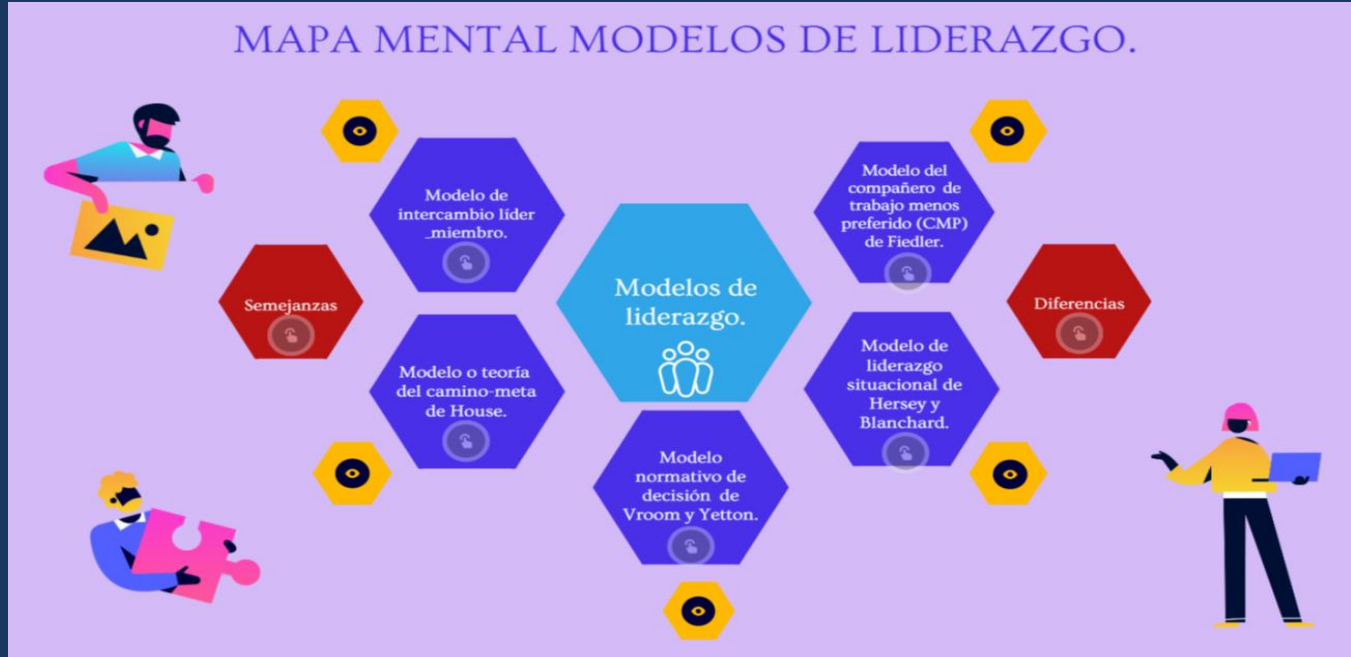 MAPA MENTAL MODELOS DE LIDERAZGO.
Modelo de
intercambio líder
_miembro.
Modelo del
compañero de
trabajo menos
preferido (CMP)
de Fiedler.
Semejanzas
Modelos de
liderazgo.
Diferencias
Modelo o teoría
del camino-meta
de House.
Modelo de
liderazgo
situacional de
Hersey y
Blanchard.
Modelo
normativo de
decisión de
Vroom y Yetton.